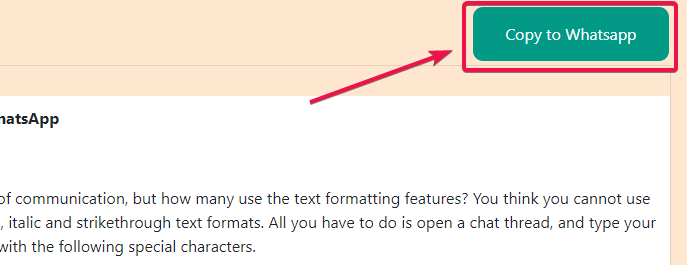 Copy to Whatsapp
hatsApp
of communication, but how many use the text formatting features? You think you cannot use
, italic and strikethrough text formats. All you have to do is open a chat thread, and type your
with the following special characters.